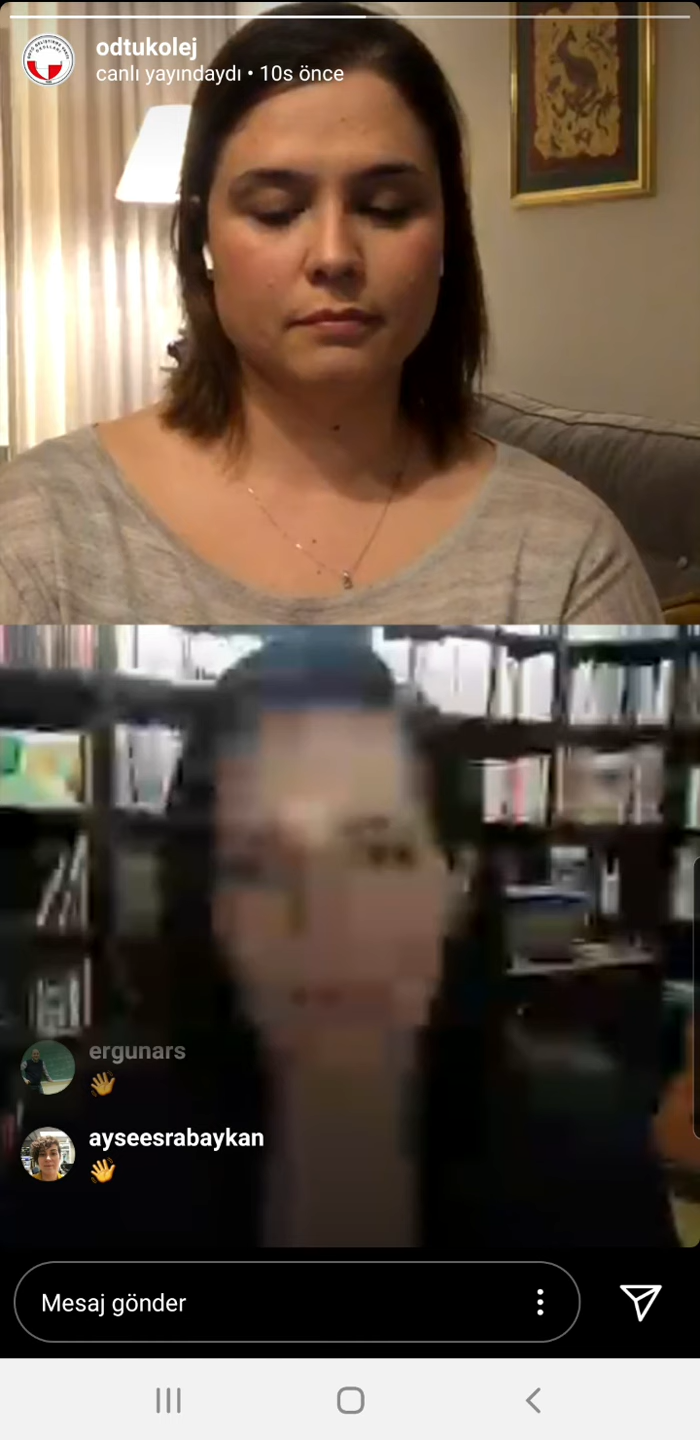 odtukolej
canlı yayındaydı • 10s önce
ergunars
👋
ayseesrabaykan
👋
Mesaj gönder